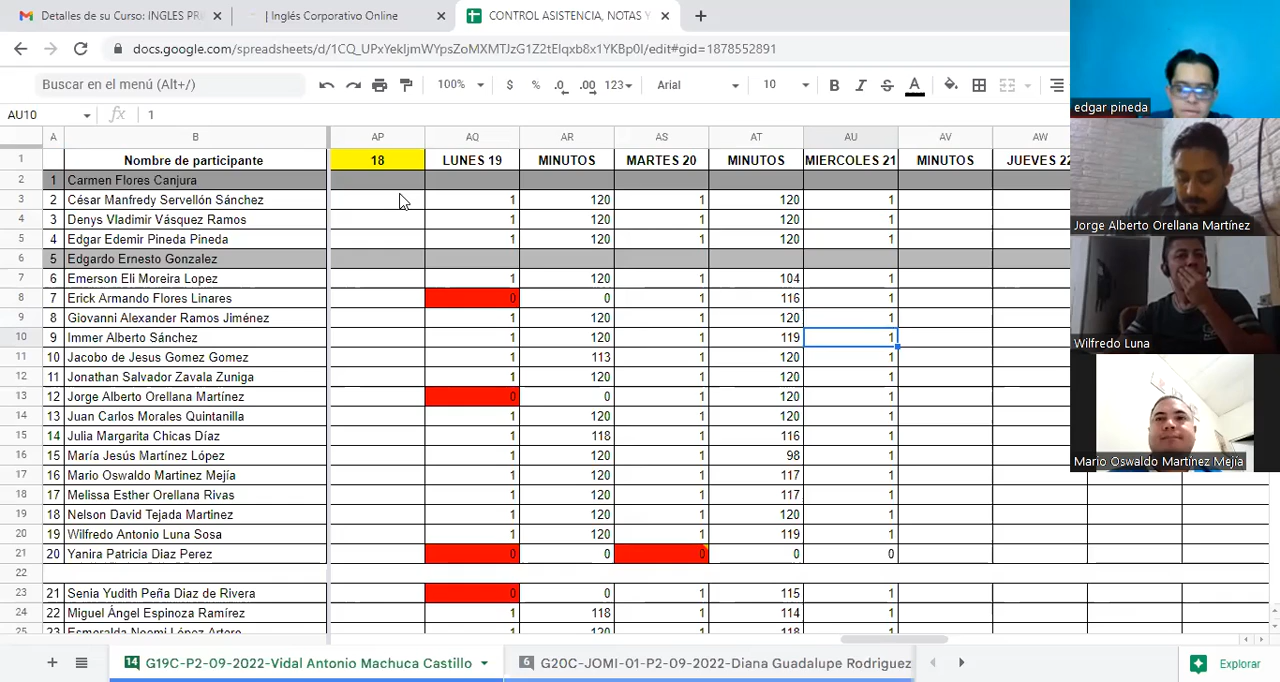 Detalles de su Curso: INGLES PRI × | Inglés Corporativo Online × CONTROL ASISTENCIA, NOTAS Y × +
docs.google.com/spreadsheets/d/1CQ_UPxYekIjmWYpsZoMXMTJzG1Z2tElqxb8x1YKBp0I/edit#gid=1878552891
Buscar en el menú (Alt+/) 100% $ % .0 .00 123 Arial 10 B I S A
AU10 fx 1
A B AP AQ AR AS AT AU AV AW
1 Nombre de participante 18 LUNES 19 MINUTOS MARTES 20 MINUTOS MIERCOLES 21 MINUTOS JUEVES 22
2 1 Carmen Flores Canjura
3 2 César Manfredy Servellón Sánchez 1 120 1 120 1
4 3 Denys Vladimir Vásquez Ramos 1 120 1 120 1
5 4 Edgar Edemir Pineda Pineda 1 120 1 120 1
6 5 Edgardo Ernesto Gonzalez
7 6 Emerson Eli Moreira Lopez 1 120 1 104 1
8 7 Erick Armando Flores Linares 0 0 1 116 1
9 8 Giovanni Alexander Ramos Jiménez 1 120 1 120 1
10 9 Immer Alberto Sánchez 1 120 1 119 1
11 10 Jacobo de Jesus Gomez Gomez 1 113 1 120 1
12 11 Jonathan Salvador Zavala Zuniga 1 120 1 120 1
13 12 Jorge Alberto Orellana Martínez 0 0 1 120 1
14 13 Juan Carlos Morales Quintanilla 1 120 1 120 1
15 14 Julia Margarita Chicas Díaz 1 118 1 116 1
16 15 María Jesús Martínez López 1 120 1 98 1
17 16 Mario Oswaldo Martinez Mejía 1 120 1 117 1
18 17 Melissa Esther Orellana Rivas 1 120 1 117 1
19 18 Nelson David Tejada Martinez 1 120 1 120 1
20 19 Wilfredo Antonio Luna Sosa 1 120 1 119 1
21 20 Yanira Patricia Diaz Perez 0 0 0 0 0
22
23 21 Senia Yudith Peña Diaz de Rivera 0 0 1 115 1
24 22 Miguel Ángel Espinoza Ramírez 1 118 1 114 1
25 23 Esmeralda Noemi López Artero 1 120 1 118 1
+ 14 G19C-P2-09-2022-Vidal Antonio Machuca Castillo 6 G20C-JOMI-01-P2-09-2022-Diana Guadalupe Rodriguez Explorar
edgar pineda
Jorge Alberto Orellana Martínez
Wilfredo Luna
Mario Oswaldo Martínez Mejía